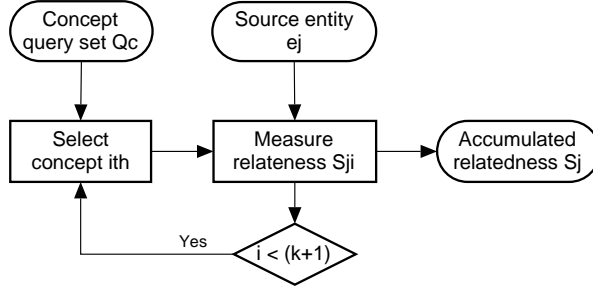 Concept
query set Qc
Source entity
ej
Select
concept ith
Measure
relateness Sji
Accumulated
relatedness Sj
Yes
i < (k+1)